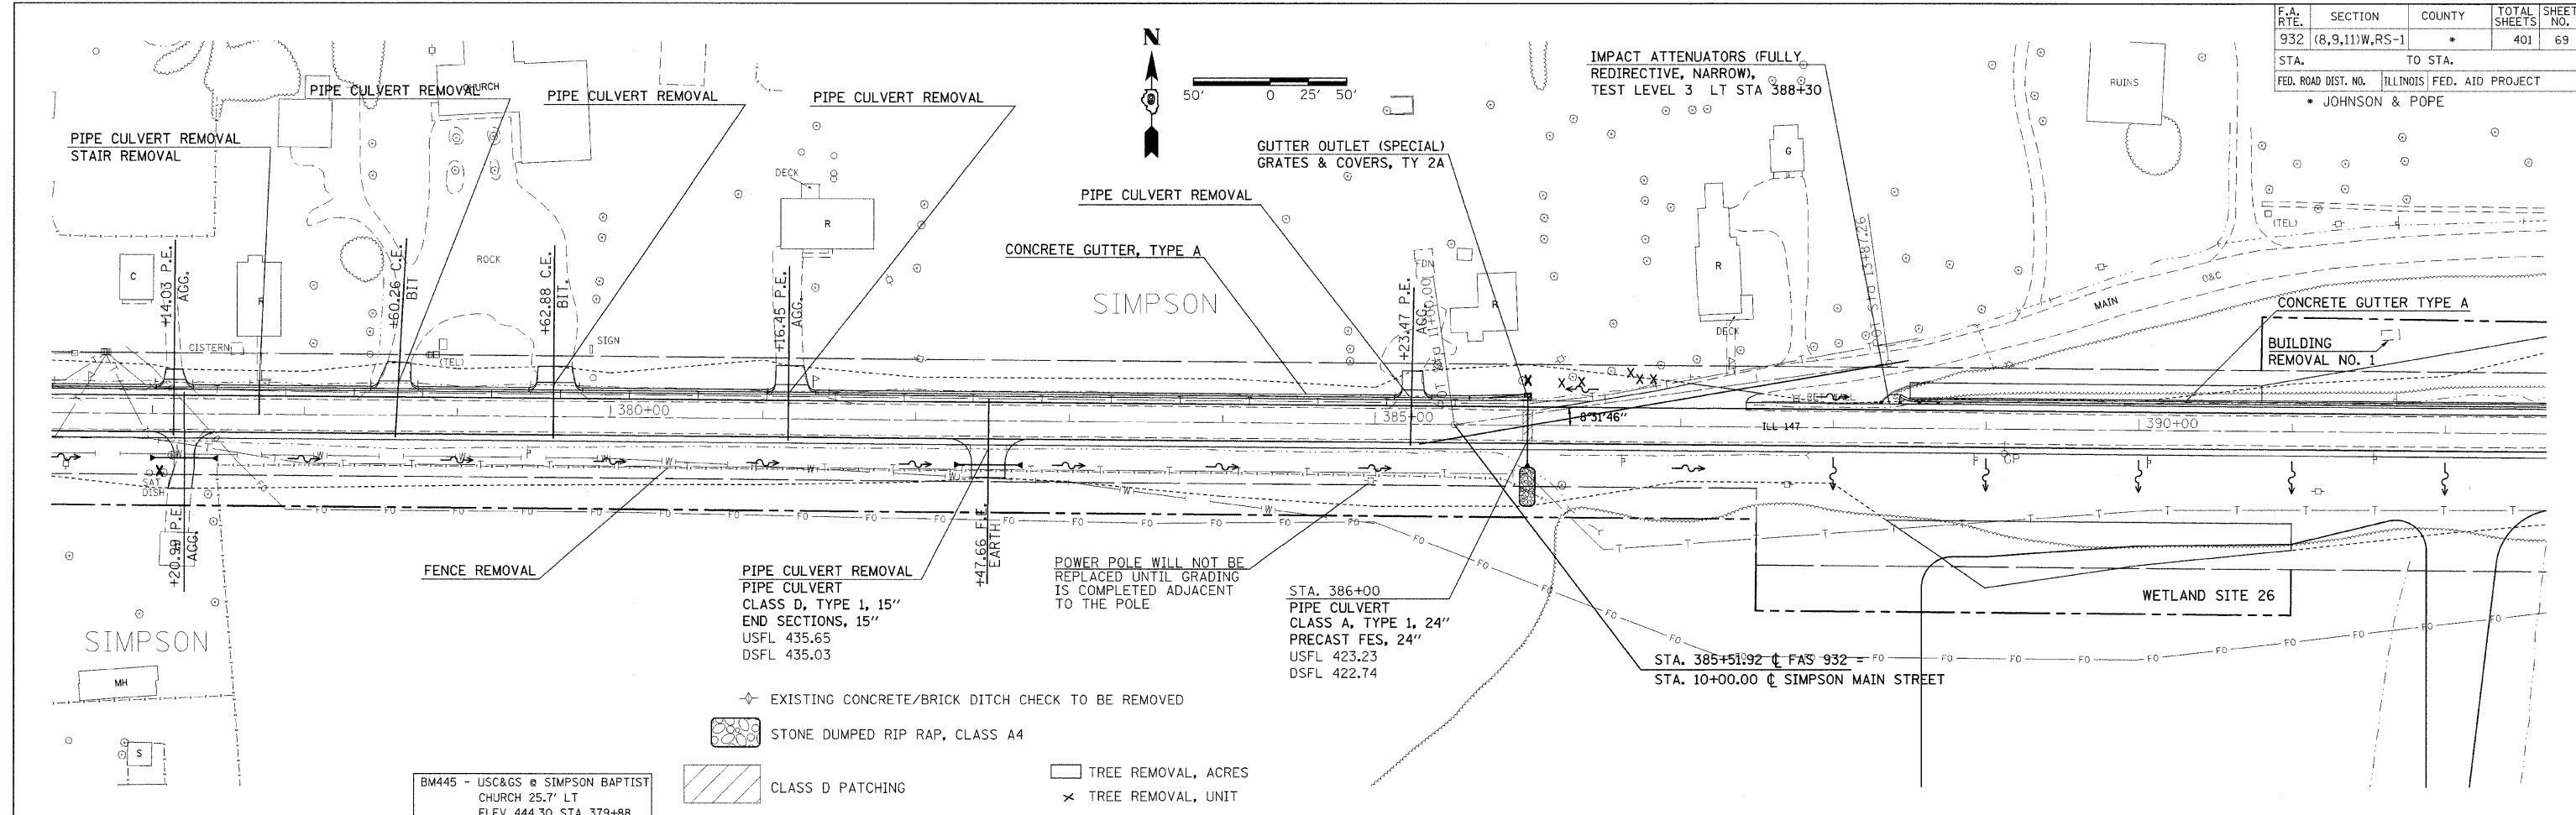 F.A. RTE. SECTION COUNTY TOTAL SHEETS SHEET NO.
932 (8,9,11)W,RS-1 * 401 69
STA. TO STA.
FED. ROAD DIST. NO. ILLINOIS FED. AID PROJECT
* JOHNSON & POPE
N
50' 0 25' 50'
IMPACT ATTENUATORS (FULLY
REDIRECTIVE, NARROW),
TEST LEVEL 3 LT STA 388+30
RUINS
CHURCH
PIPE CULVERT REMOVAL
PIPE CULVERT REMOVAL
PIPE CULVERT REMOVAL
PIPE CULVERT REMOVAL
STAIR REMOVAL
GUTTER OUTLET (SPECIAL)
GRATES & COVERS, TY 2A
G
DECK
PIPE CULVERT REMOVAL
R
(TEL)
CONCRETE GUTTER, TYPE A
ROCK
C
R
FDN
R
R
O&C
MAIN
SIMPSON
CONCRETE GUTTER TYPE A
+14.03 P.E.
AGG.
+60.26 C.E.
BIT
+62.88 C.E.
BIT.
+16.45 P.E.
AGG.
+23.47 P.E.
AGG.
DECK
CISTERN
(TEL)
SIGN
BUILDING
REMOVAL NO. 1
380+00
385+00
8°31'46"
ILL 147
390+00
SAT
DISH
+20.99 P.E.
AGG.
+47.66 F.E.
EARTH
FENCE REMOVAL
PIPE CULVERT REMOVAL
PIPE CULVERT
CLASS D, TYPE 1, 15"
END SECTIONS, 15"
USFL 435.65
DSFL 435.03
POWER POLE WILL NOT BE
REPLACED UNTIL GRADING
IS COMPLETED ADJACENT
TO THE POLE
STA. 386+00
PIPE CULVERT
CLASS A, TYPE 1, 24"
PRECAST FES, 24"
USFL 423.23
DSFL 422.74
WETLAND SITE 26
STA. 385+51.92 ℄ FAS 932 =
STA. 10+00.00 ℄ SIMPSON MAIN STREET
SIMPSON
MH
S
EXISTING CONCRETE/BRICK DITCH CHECK TO BE REMOVED
STONE DUMPED RIP RAP, CLASS A4
CLASS D PATCHING
TREE REMOVAL, ACRES
TREE REMOVAL, UNIT
BM445 - USC&GS @ SIMPSON BAPTIST
CHURCH 25.7' LT
ELEV 444.30 STA 379+88